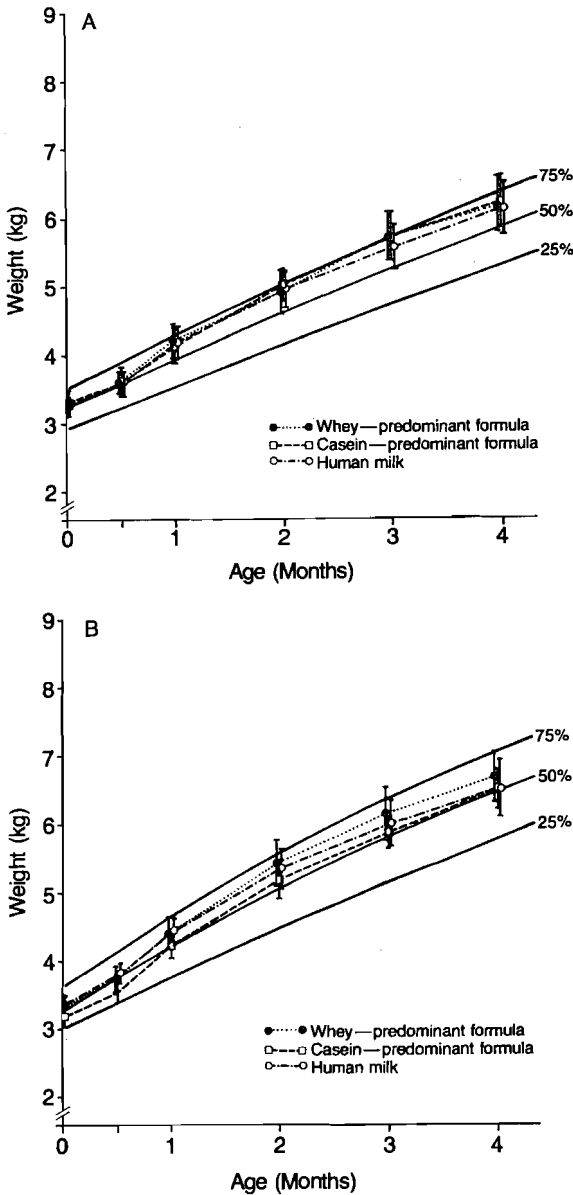 A
9
8
7
6
5
4
3
2
Weight (kg)
75%
50%
25%
Whey—predominant formula
Casein—predominant formula
Human milk
0 1 2 3 4
Age (Months)
B
9
8
7
6
5
4
3
2
Weight (kg)
75%
50%
25%
Whey—predominant formula
Casein—predominant formula
Human milk
0 1 2 3 4
Age (Months)